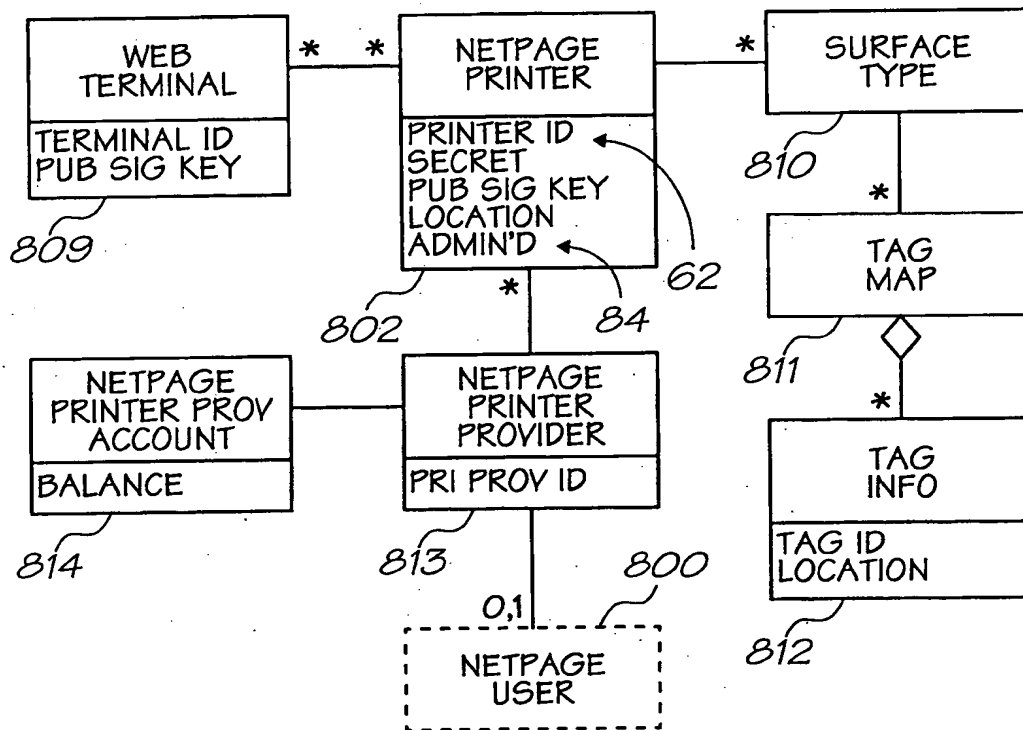 WEB
TERMINAL
TERMINAL ID
PUB SIG KEY
809
*
*
NETPAGE
PRINTER
PRINTER ID
SECRET
PUB SIG KEY
LOCATION
ADMIN'D
802
62
84
*
*
SURFACE
TYPE
810
*
TAG
MAP
811
*
TAG
INFO
TAG ID
LOCATION
812
NETPAGE
PRINTER PROV
ACCOUNT
BALANCE
814
NETPAGE
PRINTER
PROVIDER
PRI PROV ID
813
800
0,1
NETPAGE
USER